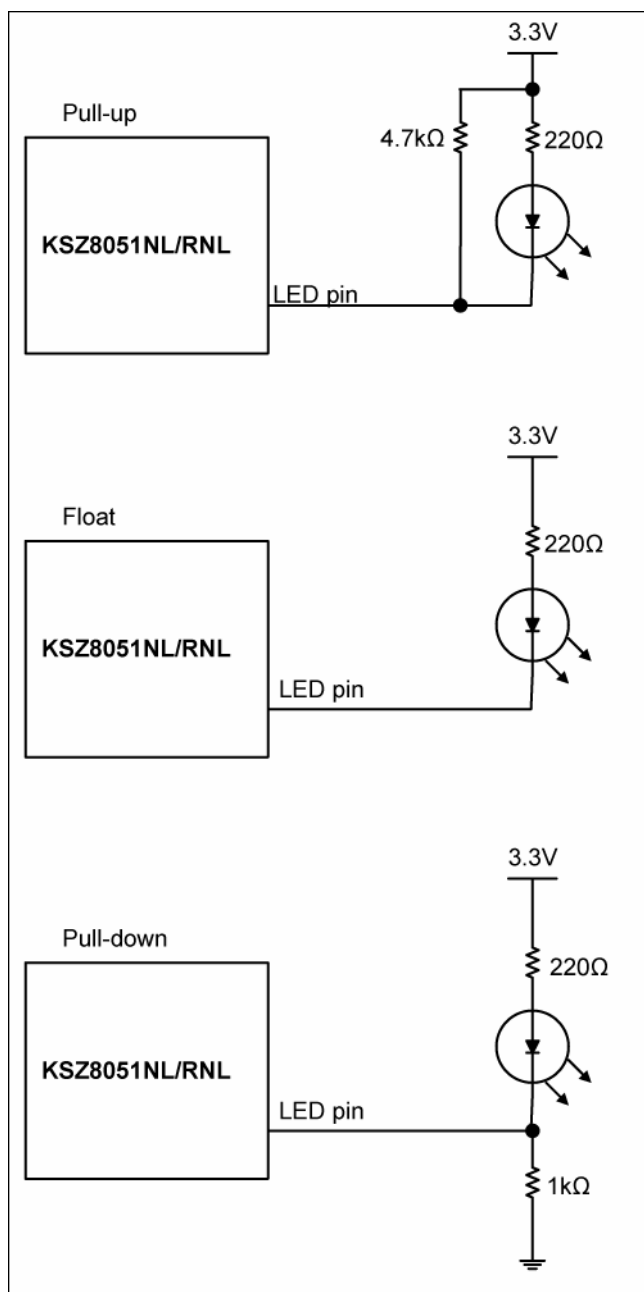 3.3V
Pull-up
4.7kΩ
220Ω
KSZ8051NL/RNL
LED pin
3.3V
Float
220Ω
KSZ8051NL/RNL
LED pin
3.3V
Pull-down
220Ω
KSZ8051NL/RNL
LED pin
1kΩ